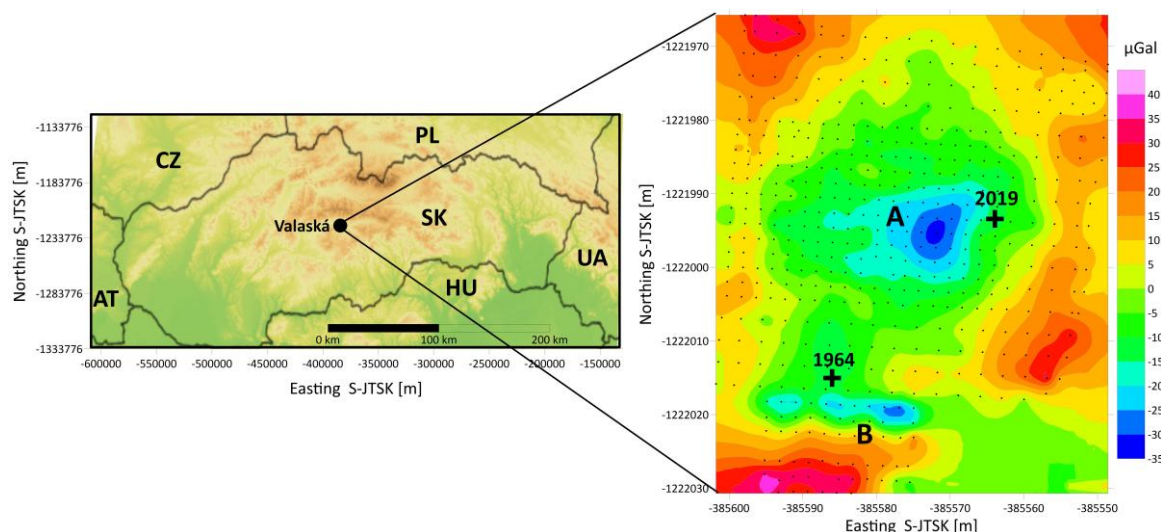 -1133776
-1183776
-1233776
-1283776
-1333776
Northing S-JTSK [m]
CZ
PL
SK
Valaská
UA
AT
HU
0 km 100 km 200 km
-600000 -550000 -500000 -450000 -400000 -350000 -300000 -250000 -200000 -150000
Easting S-JTSK [m]
-1221970
-1221980
-1221990
-1222000
-1222010
-1222020
-1222030
Northing S-JTSK [m]
A
2019
1964
B
-385600 -385590 -385580 -385570 -385560 -385550
Easting S-JTSK [m]
μGal
40
35
30
25
20
15
10
5
0
-5
-10
-15
-20
-25
-30
-35